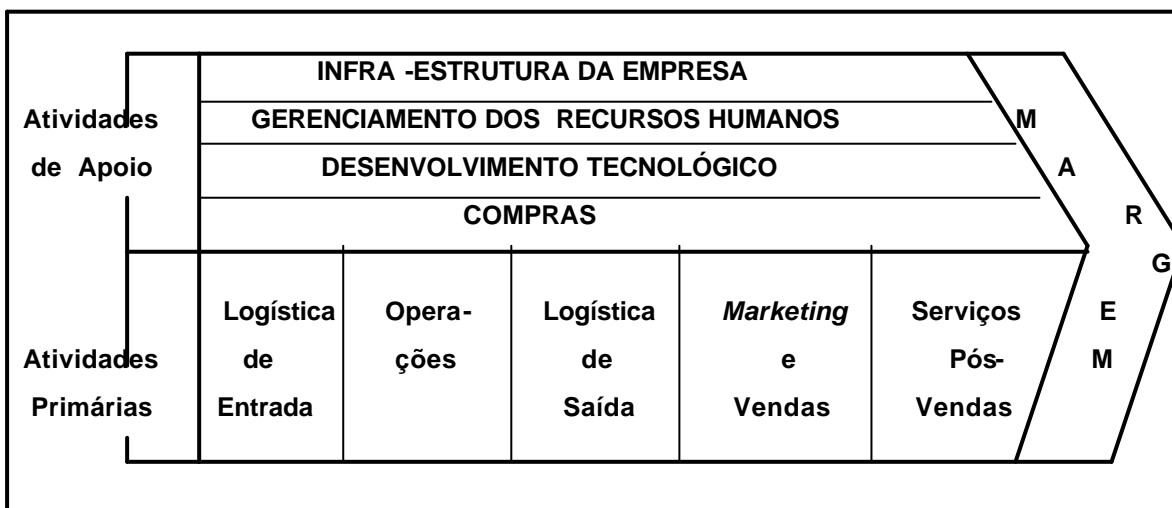 INFRA -ESTRUTURA DA EMPRESA
Atividades
de Apoio
GERENCIAMENTO DOS RECURSOS HUMANOS
DESENVOLVIMENTO TECNOLÓGICO
COMPRAS
M
A
R
G
E
M
Atividades
Primárias
Logística
de
Entrada
Opera-
ções
Logística
de
Saída
Marketing
e
Vendas
Serviços
Pós-
Vendas